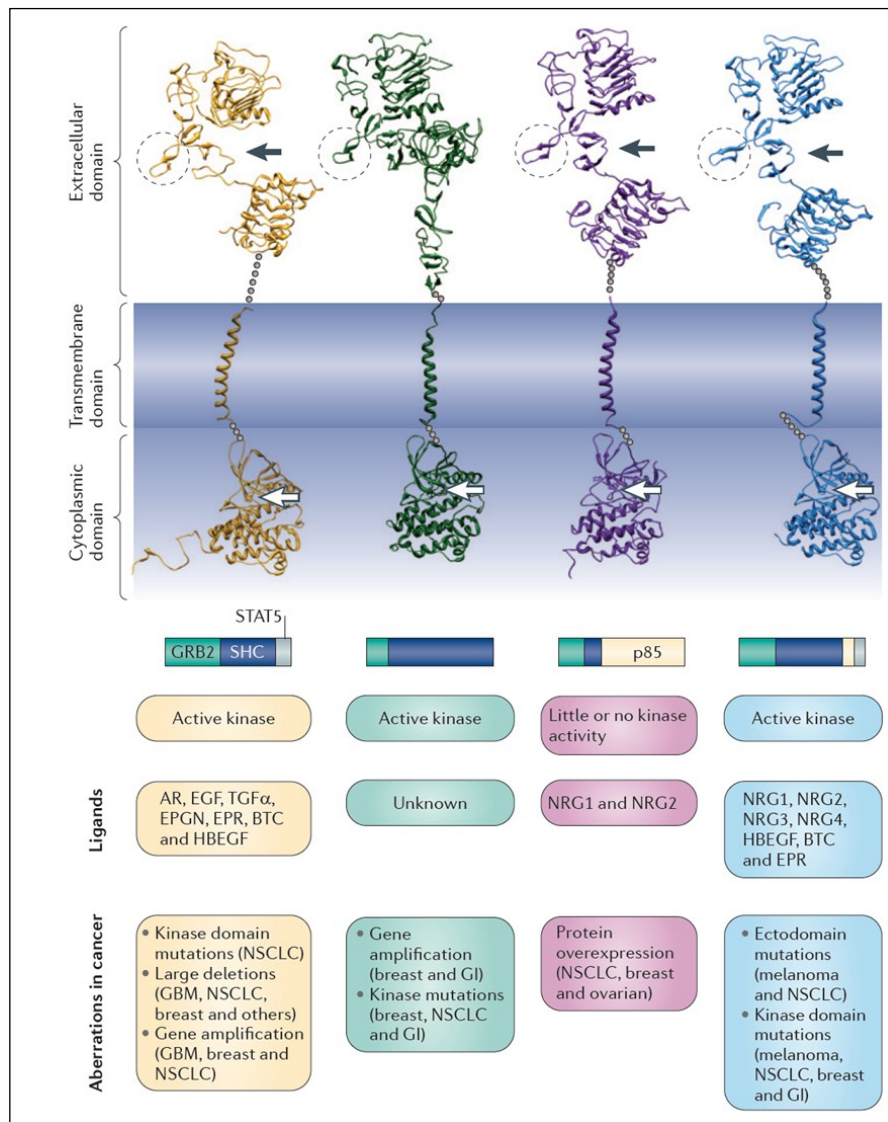 Extracellular
domain
Transmembrane
domain
Cytoplasmic
domain
STAT5
GRB2
SHC
p85
Active kinase
Active kinase
Little or no kinase
activity
Active kinase
Ligands
AR, EGF, TGFα,
EPGN, EPR, BTC
and HBEGF
Unknown
NRG1 and NRG2
NRG1, NRG2,
NRG3, NRG4,
HBEGF, BTC
and EPR
Aberrations in cancer
• Kinase domain
mutations (NSCLC)
• Large deletions
(GBM, NSCLC,
breast and others)
• Gene amplification
(GBM, breast and
NSCLC)
• Gene
amplification
(breast and GI)
• Kinase mutations
(breast, NSCLC
and GI)
Protein
overexpression
(NSCLC, breast
and ovarian)
• Ectodomain
mutations
(melanoma
and NSCLC)
• Kinase domain
mutations
(melanoma,
NSCLC, breast
and GI)